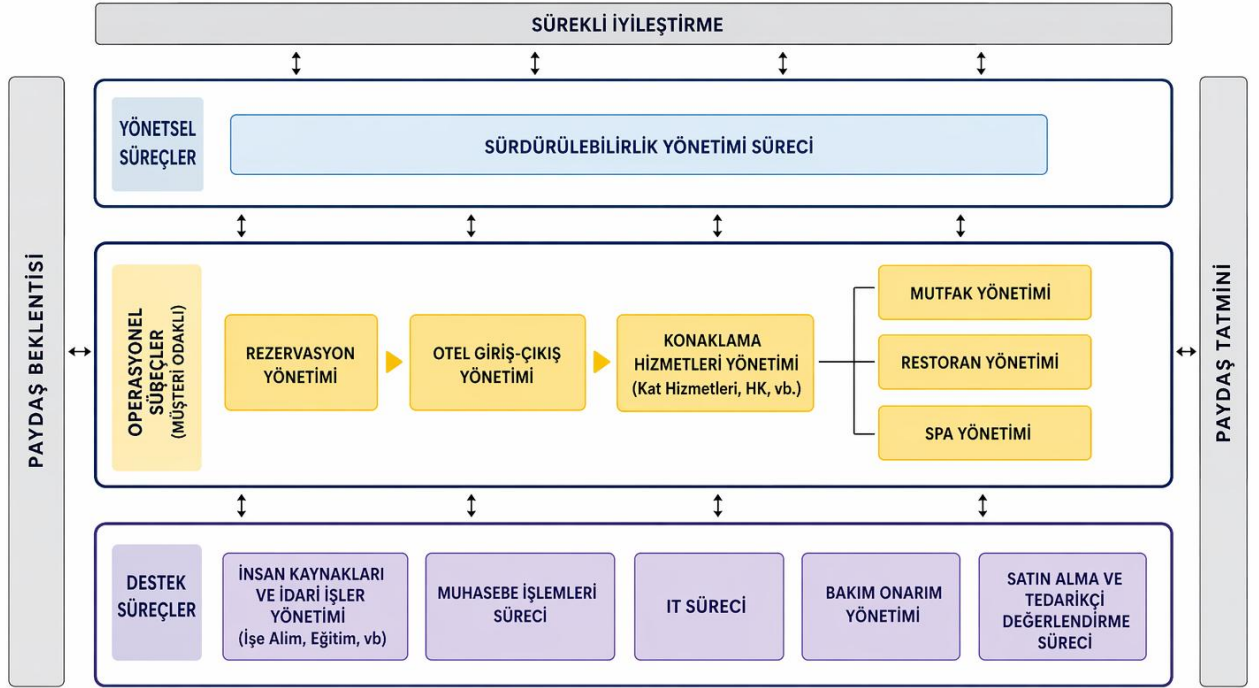 SÜREKLİ İYİLEŞTİRME
PAYDAŞ BEKLENTİSİ
YÖNETSEL
SÜREÇLER
SÜRDÜRÜLEBİLİRLİK YÖNETİMİ SÜRECİ
OPERASYONEL
SÜBEÇLER
(MÜŞTERİ ODAKLI)
REZERVASYON
YÖNETİMİ
OTEL GİRİŞ-ÇIKIŞ
YÖNETİMİ
KONAKLAMA
HİZMETLERİ YÖNETİMİ
(Kat Hizmetleri, HK, vb.)
MUTFAK YÖNETİMİ
RESTORAN YÖNETİMİ
SPA YÖNETİMİ
DESTEK
SÜREÇLER
İNSAN KAYNAKLARI
VE İDARİ İŞLER
YÖNETİMİ
(İşe Alim, Eğitim, vb)
MUHASEBE İŞLEMLERİ
SÜRECİ
IT SÜRECİ
BAKIM ONARIM
YÖNETİMİ
SATIN ALMA VE
TEDARİKÇİ
DEĞERLENDİRME
SÜRECİ
PAYDAŞ TATMİNİ